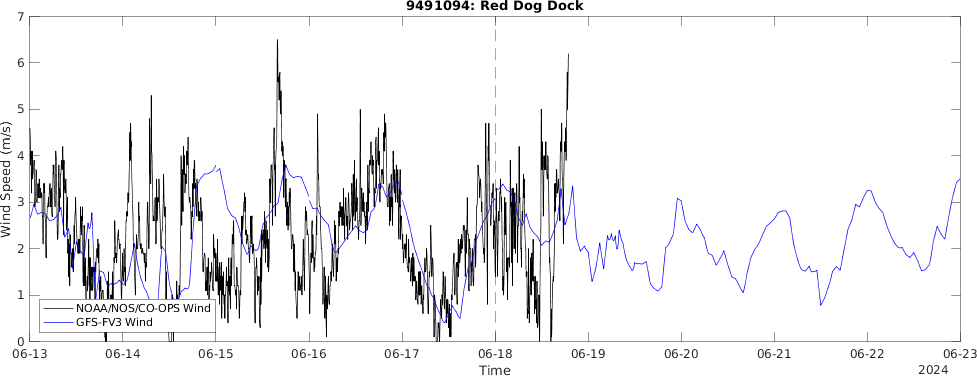 9491094: Red Dog Dock
Wind Speed (m/s)
7
6
5
4
3
2
1
0
NOAA/NOS/CO-OPS Wind
GFS-FV3 Wind
06-13 06-14 06-15 06-16 06-17 06-18 06-19 06-20 06-21 06-22 06-23
Time
2024